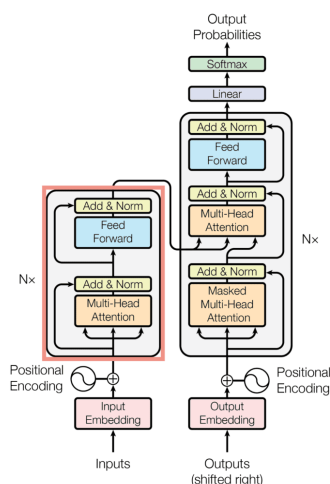 Output
Probabilities
Softmax
Linear
Add & Norm
Feed
Forward
Add & Norm
Multi-Head
Attention
Nx
Add & Norm
Masked
Multi-Head
Attention
Add & Norm
Feed
Forward
Nx
Add & Norm
Multi-Head
Attention
Positional
Encoding
Positional
Encoding
Input
Embedding
Output
Embedding
Inputs
Outputs
(shifted right)